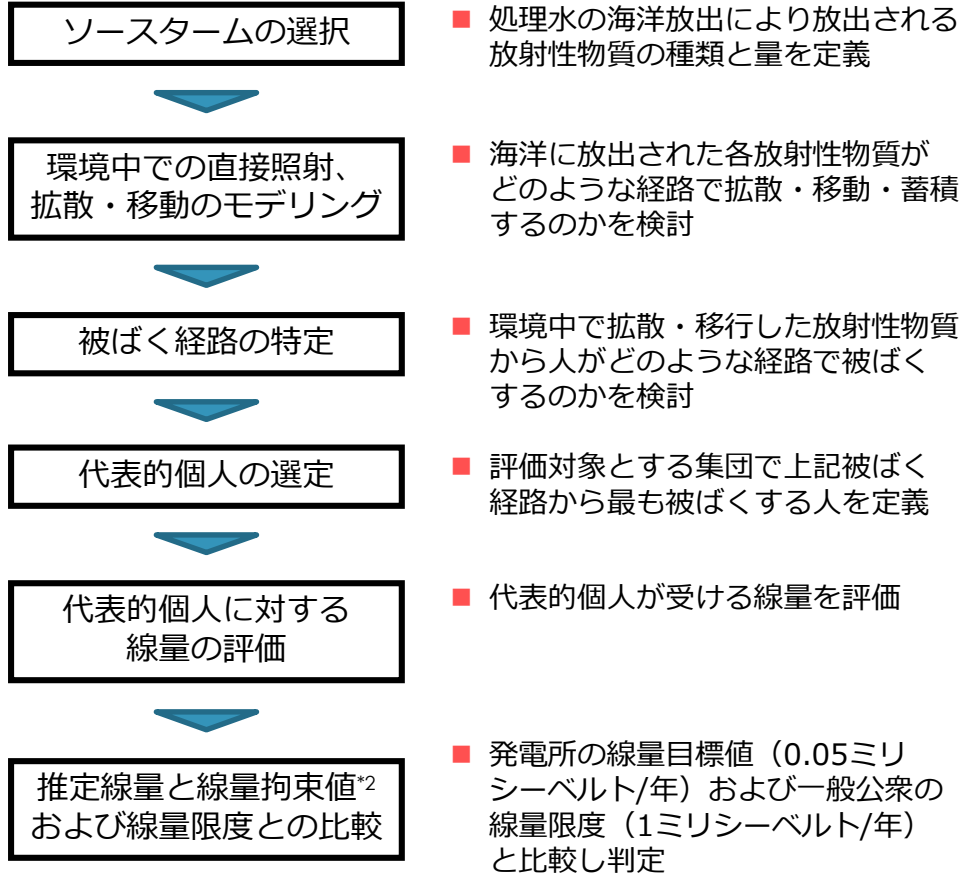 ソースタームの選択
■ 処理水の海洋放出により放出される
放射性物質の種類と量を定義
環境中での直接照射、
拡散・移動のモデリング
■ 海洋に放出された各放射性物質が
どのような経路で拡散・移動・蓄積
するのかを検討
被ばく経路の特定
■ 環境中で拡散・移行した放射性物質
から人がどのような経路で被ばく
するのかを検討
代表的個人の選定
■ 評価対象とする集団で上記被ばく
経路から最も被ばくする人を定義
代表的個人に対する
線量の評価
■ 代表的個人が受ける線量を評価
推定線量と線量拘束値*2
および線量限度との比較
■ 発電所の線量目標値（0.05ミリ
シーベルト/年）および一般公衆の
線量限度（1ミリシーベルト/年）
と比較し判定